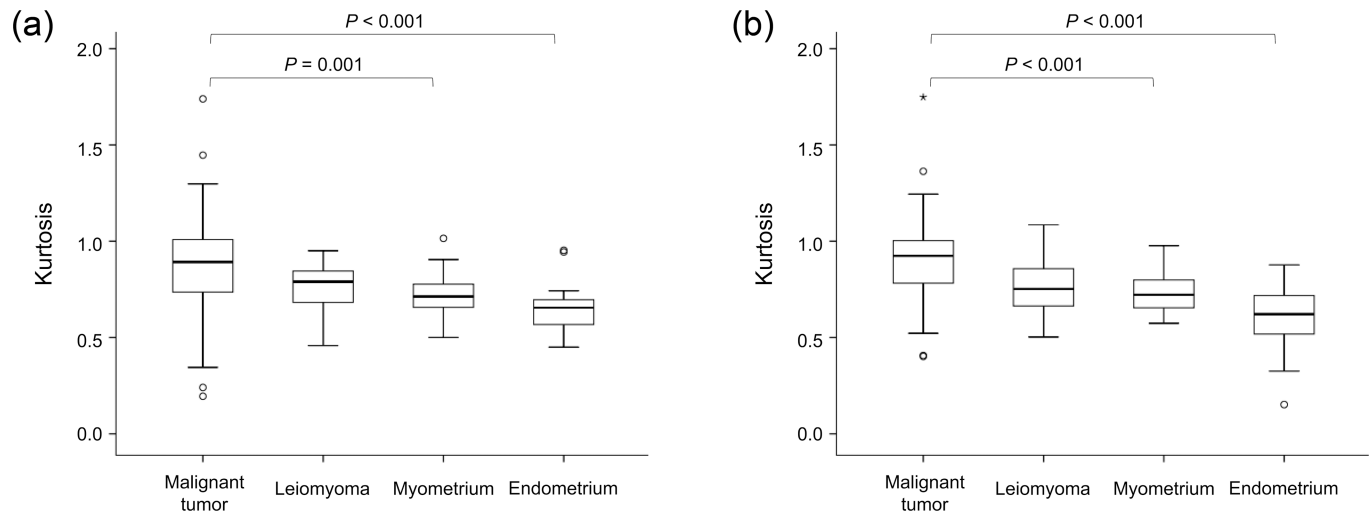 (a)
P < 0.001
P = 0.001
Kurtosis
2.0
1.5
1.0
0.5
0.0
Malignant
tumor
Leiomyoma
Myometrium
Endometrium
(b)
P < 0.001
P < 0.001
Kurtosis
2.0
1.5
1.0
0.5
0.0
Malignant
tumor
Leiomyoma
Myometrium
Endometrium